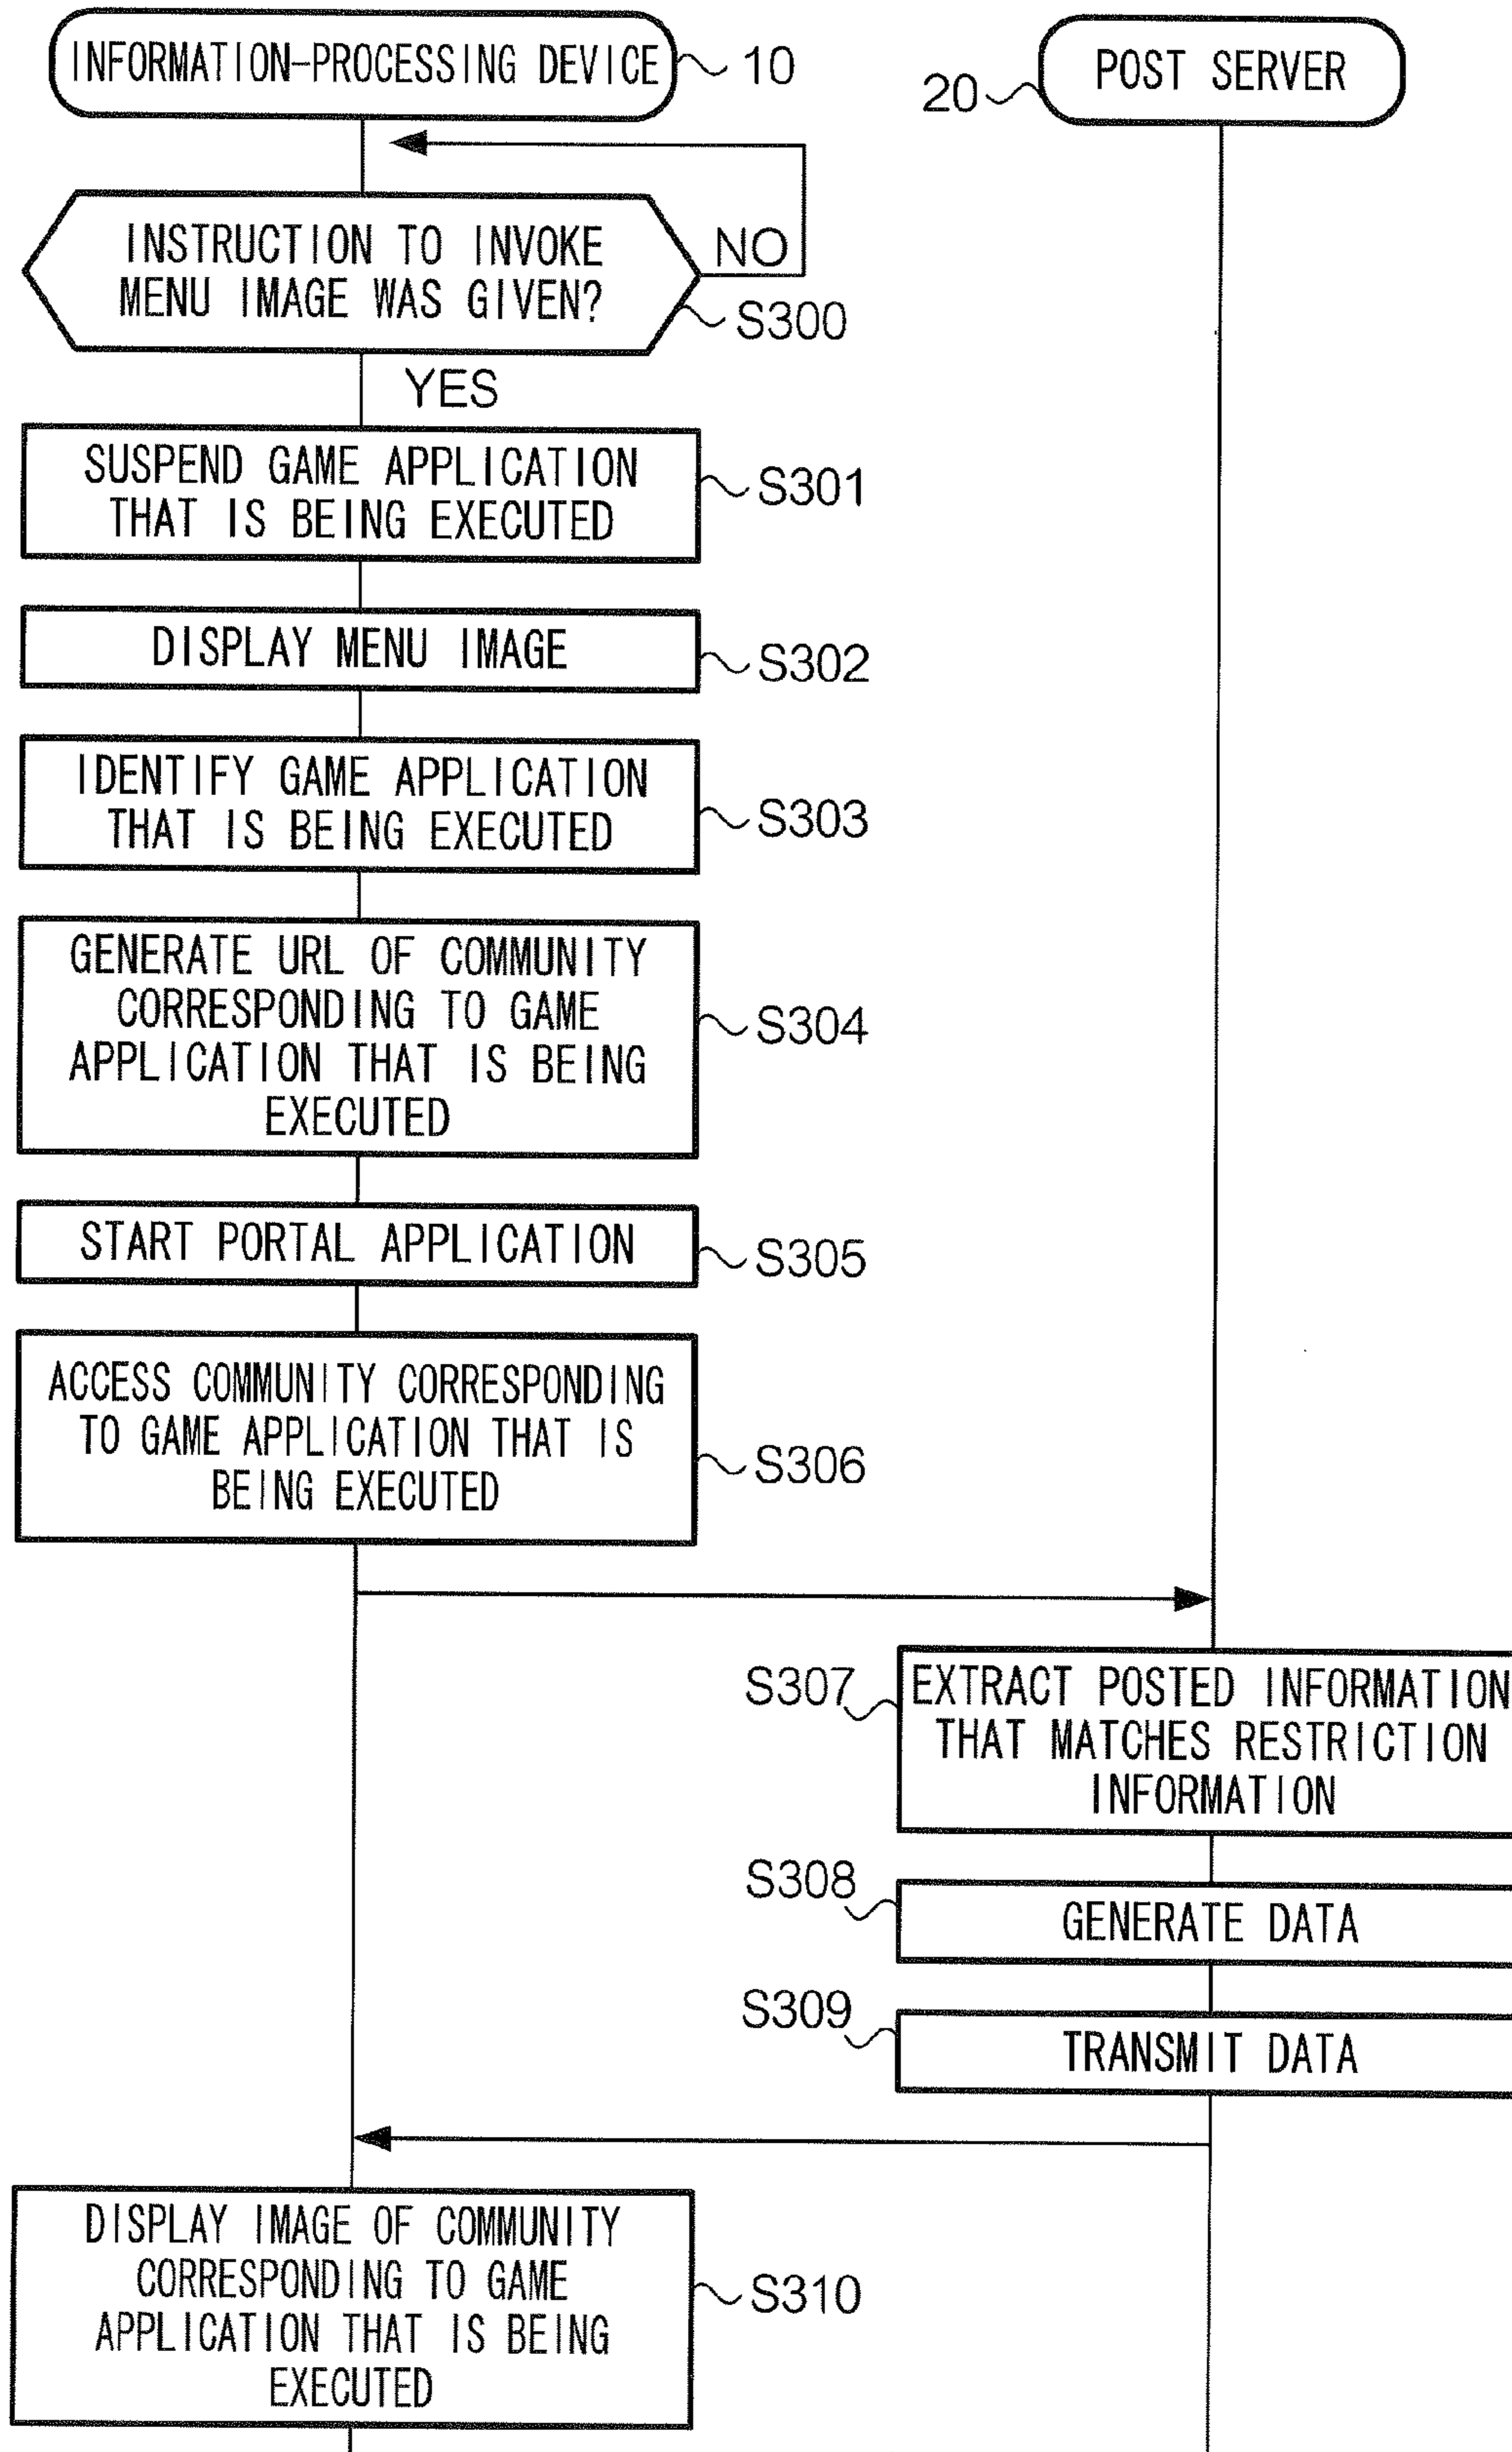 INFORMATION-PROCESSING DEVICE
10
POST SERVER
20
INSTRUCTION TO INVOKE
MENU IMAGE WAS GIVEN?
NO
S300
YES
SUSPEND GAME APPLICATION
THAT IS BEING EXECUTED
S301
DISPLAY MENU IMAGE
S302
IDENTIFY GAME APPLICATION
THAT IS BEING EXECUTED
S303
GENERATE URL OF COMMUNITY
CORRESPONDING TO GAME
APPLICATION THAT IS BEING
EXECUTED
S304
START PORTAL APPLICATION
S305
ACCESS COMMUNITY CORRESPONDING
TO GAME APPLICATION THAT IS
BEING EXECUTED
S306
S307
EXTRACT POSTED INFORMATION
THAT MATCHES RESTRICTION
INFORMATION
S308
GENERATE DATA
S309
TRANSMIT DATA
DISPLAY IMAGE OF COMMUNITY
CORRESPONDING TO GAME
APPLICATION THAT IS BEING
EXECUTED
S310